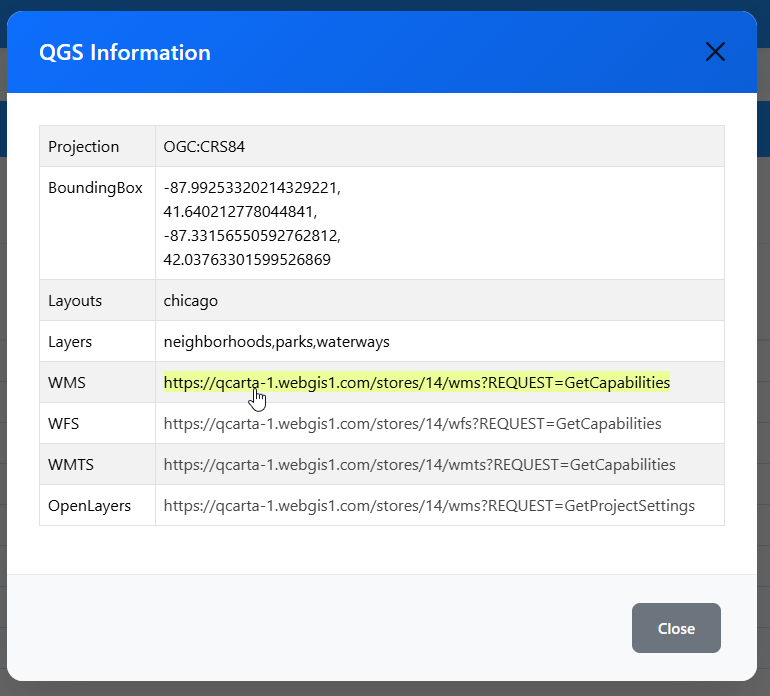 QGS Information
Projection OGC:CRS84
BoundingBox -87.99253320214329221,
41.640212778044841,
-87.33156550592762812,
42.03763301599526869
Layouts chicago
Layers neighborhoods,parks,waterways
WMS https://qcarta-1.webgis1.com/stores/14/wms?REQUEST=GetCapabilities
WFS https://qcarta-1.webgis1.com/stores/14/wfs?REQUEST=GetCapabilities
WMTS https://qcarta-1.webgis1.com/stores/14/wmts?REQUEST=GetCapabilities
OpenLayers https://qcarta-1.webgis1.com/stores/14/wms?REQUEST=GetProjectSettings
Close